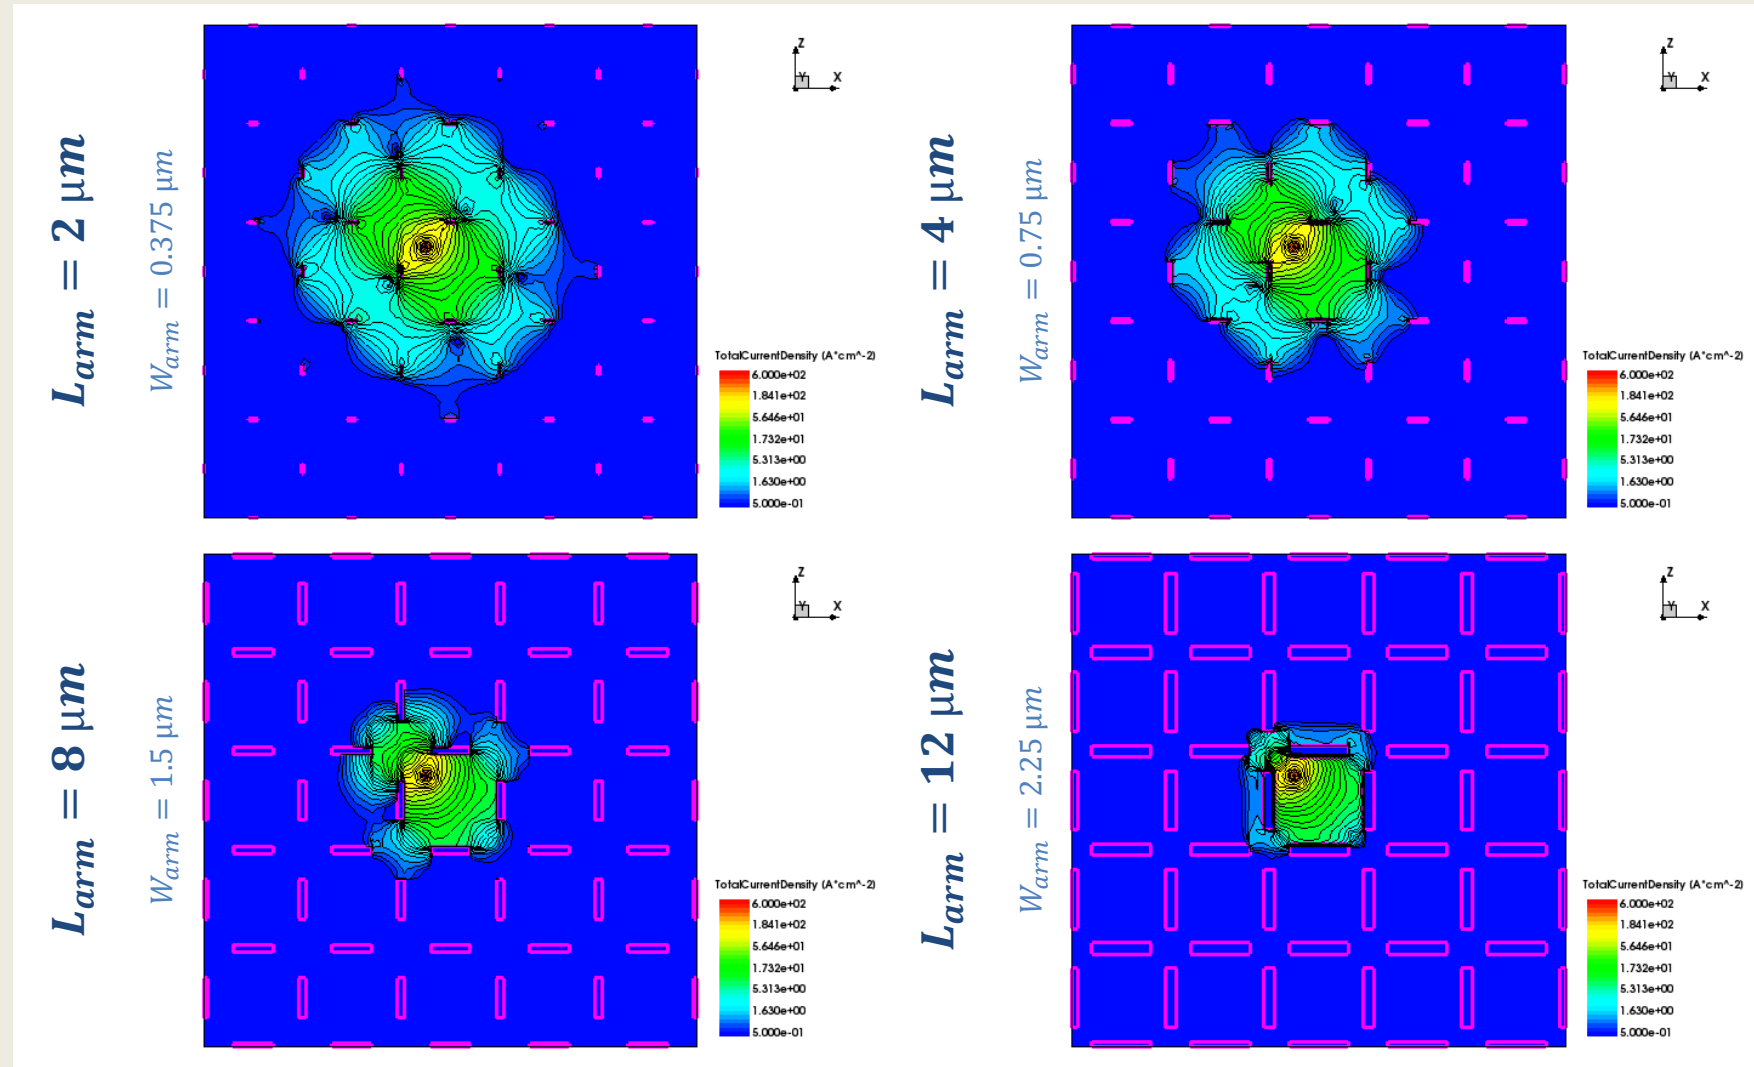 L_arm = 2 μm
W_arm = 0.375 μm
Z
Y
X
TotalCurrentDensity (A*cm^-2)
6.000e+02
1.841e+02
5.646e+01
1.732e+01
5.313e+00
1.630e+00
5.000e-01
L_arm = 4 μm
W_arm = 0.75 μm
Z
Y
X
TotalCurrentDensity (A*cm^-2)
6.000e+02
1.841e+02
5.646e+01
1.732e+01
5.313e+00
1.630e+00
5.000e-01
L_arm = 8 μm
W_arm = 1.5 μm
Z
Y
X
TotalCurrentDensity (A*cm^-2)
6.000e+02
1.841e+02
5.646e+01
1.732e+01
5.313e+00
1.630e+00
5.000e-01
L_arm = 12 μm
W_arm = 2.25 μm
Z
Y
X
TotalCurrentDensity (A*cm^-2)
6.000e+02
1.841e+02
5.646e+01
1.732e+01
5.313e+00
1.630e+00
5.000e-01